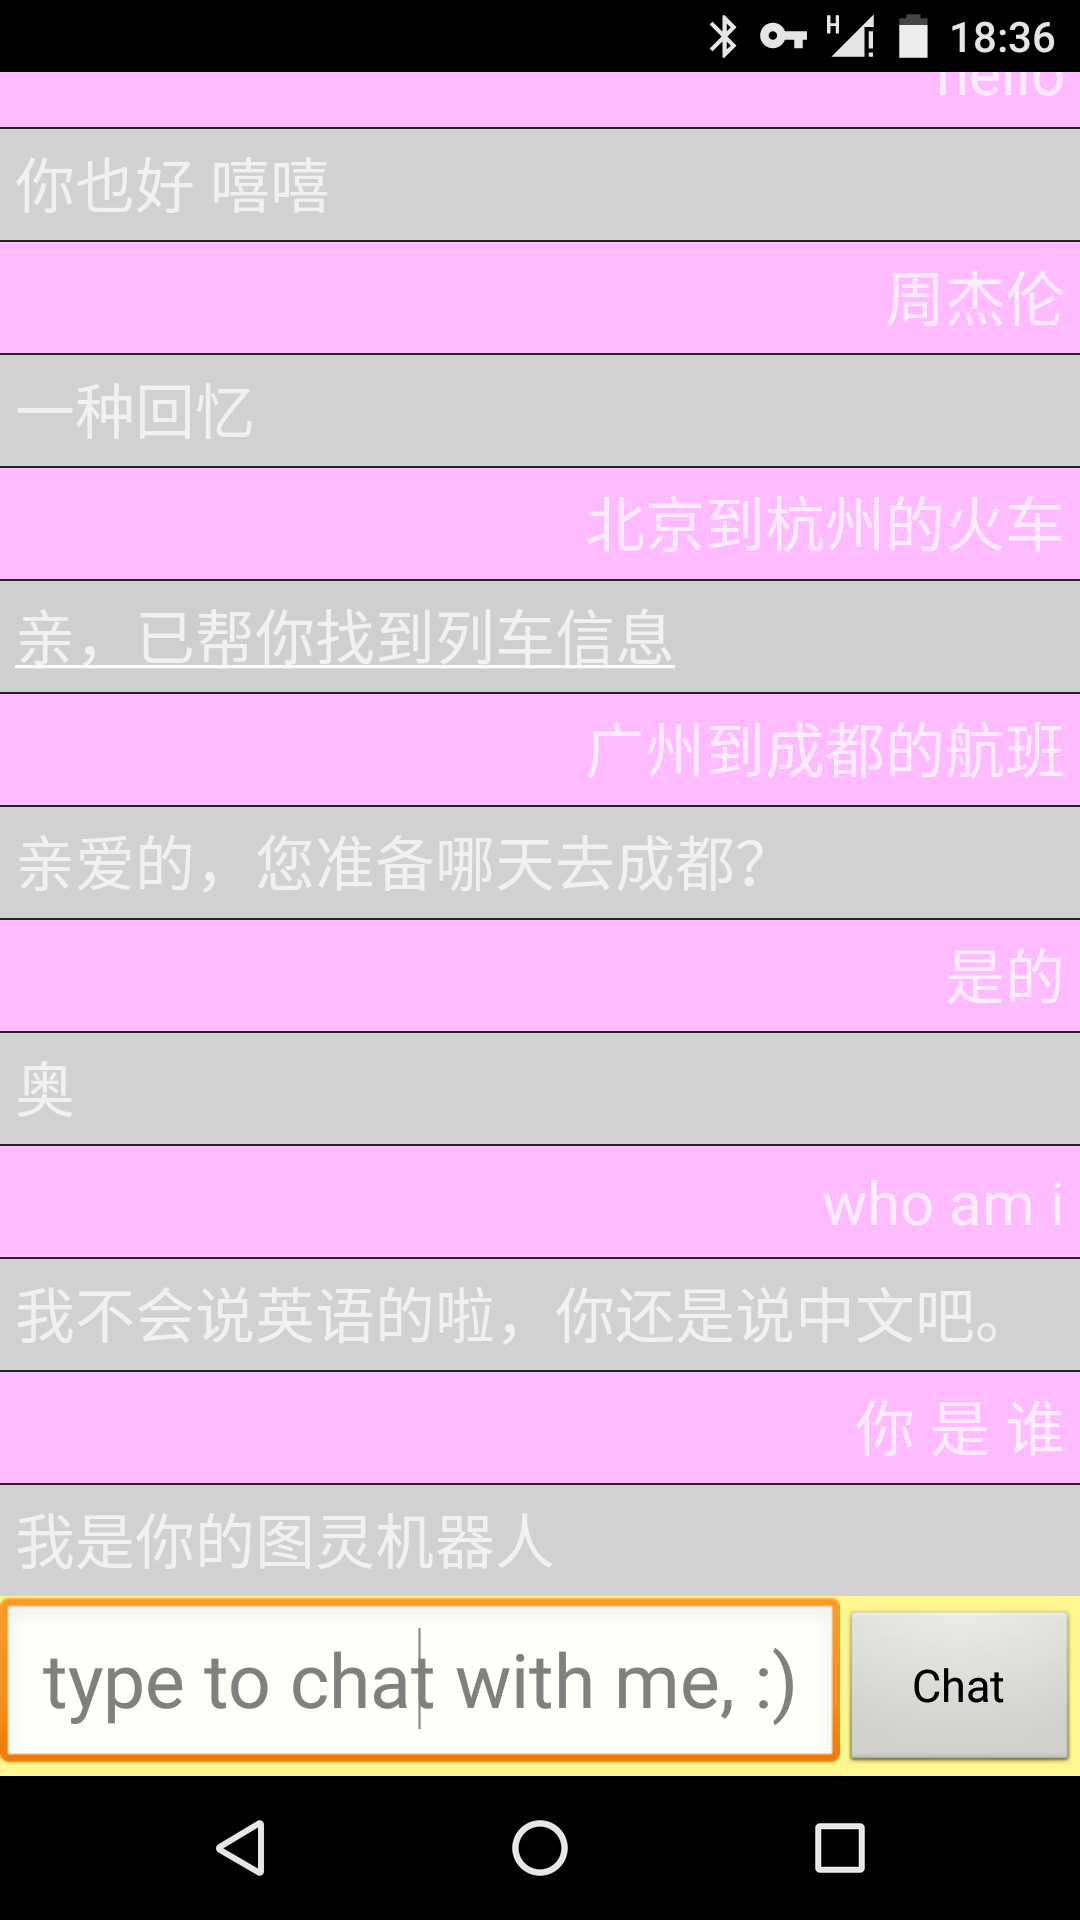 H 18:36
hello
你也好 嘻嘻
周杰伦
一种回忆
北京到杭州的火车
亲，已帮你找到列车信息
广州到成都的航班
亲爱的，您准备哪天去成都？
是的
奥
who am i
我不会说英语的啦，你还是说中文吧。
你 是 谁
我是你的图灵机器人
type to chat with me, :)
Chat